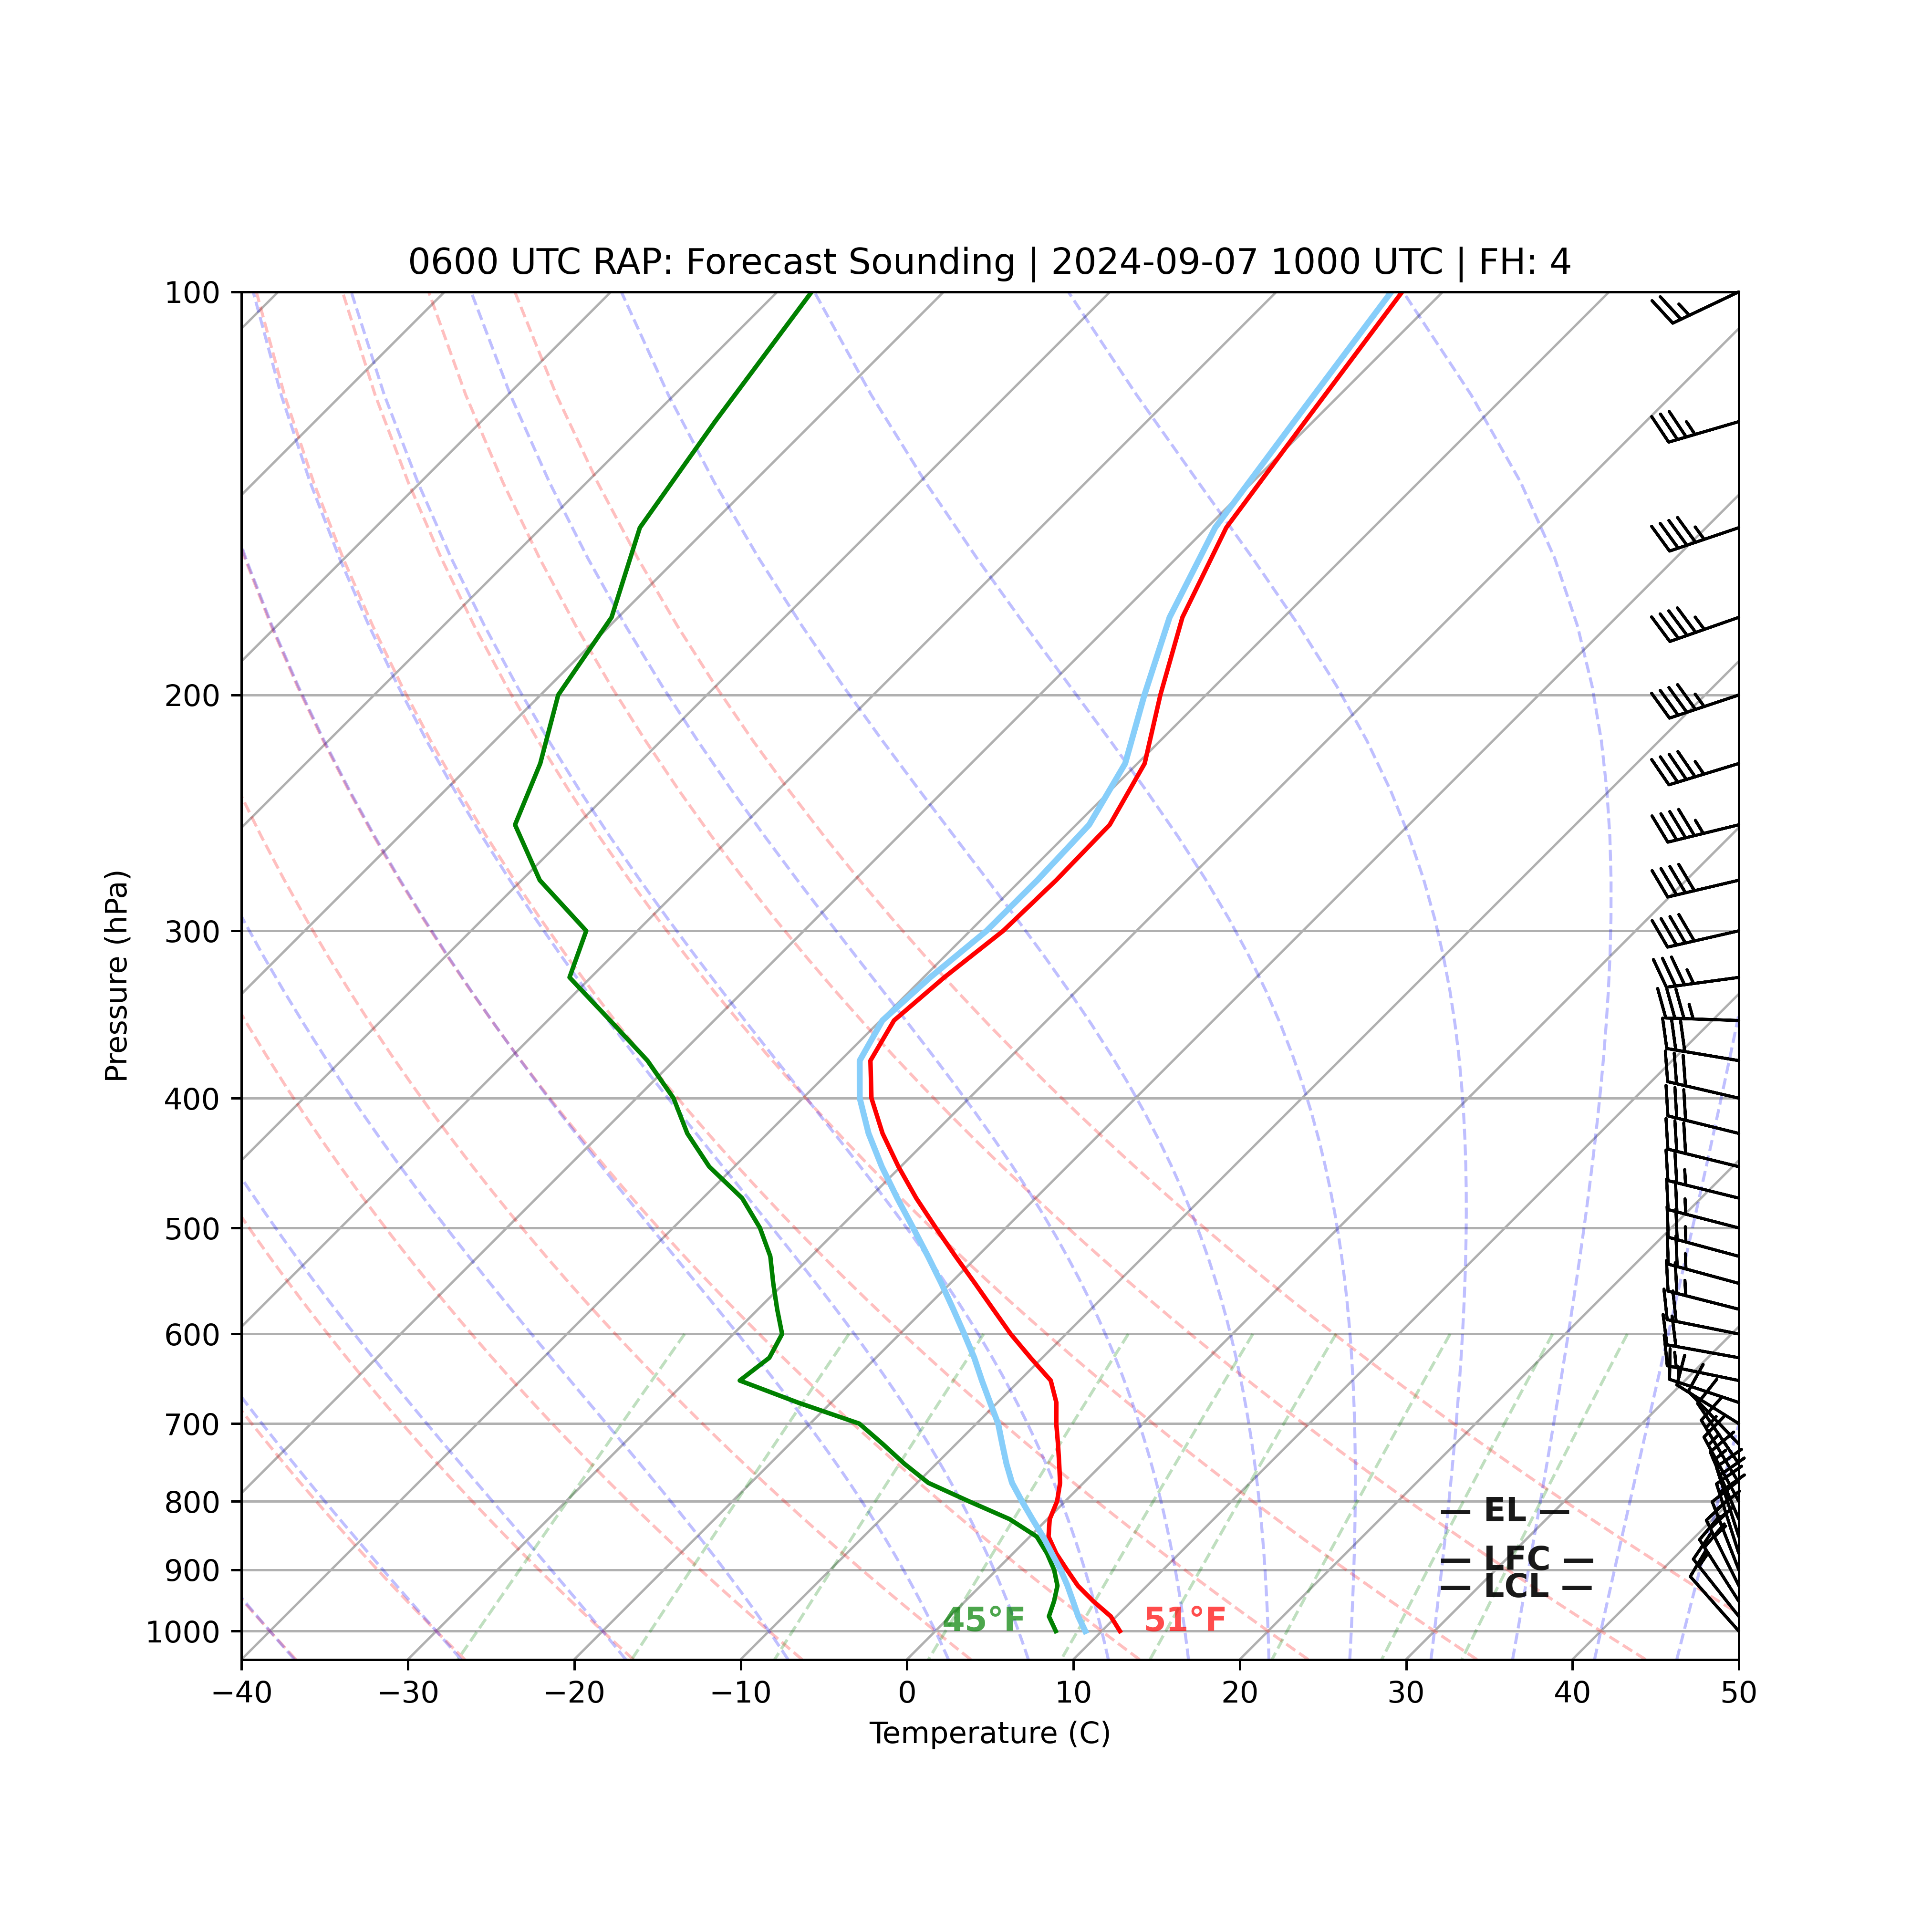 0600 UTC RAP: Forecast Sounding | 2024-09-07 1000 UTC | FH: 4
100
200
300
400
500
600
700
800
900
1000
Pressure (hPa)
— EL —
— LFC —
— LCL —
45°F
51°F
−40 −30 −20 −10 0 10 20 30 40 50
Temperature (C)